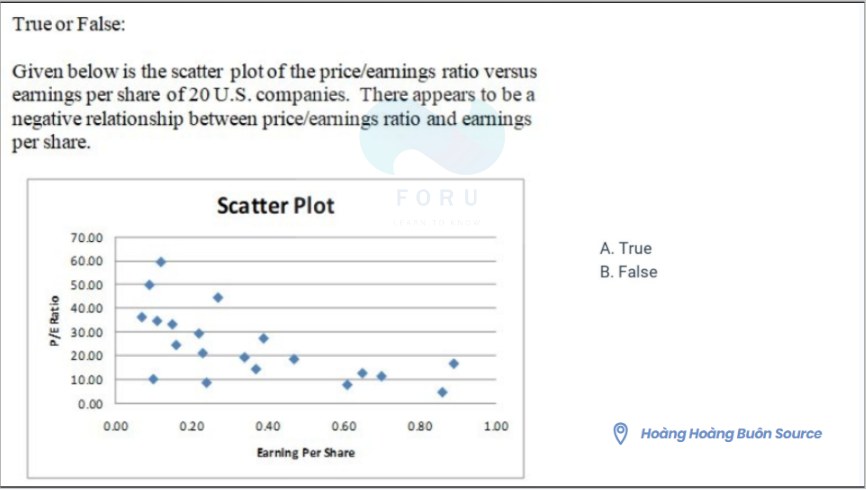 True or False:
Given below is the scatter plot of the price/earnings ratio versus
earnings per share of 20 U.S. companies. There appears to be a
negative relationship between price/earnings ratio and earnings
per share.
FORU
Scatter Plot
70.00
60.00
50.00
40.00
30.00
20.00
10.00
0.00
P/E Ratio
0.00 0.20 0.40 0.60 0.80 1.00
Earning Per Share
A. True
B. False
Hoàng Hoàng Buôn Source